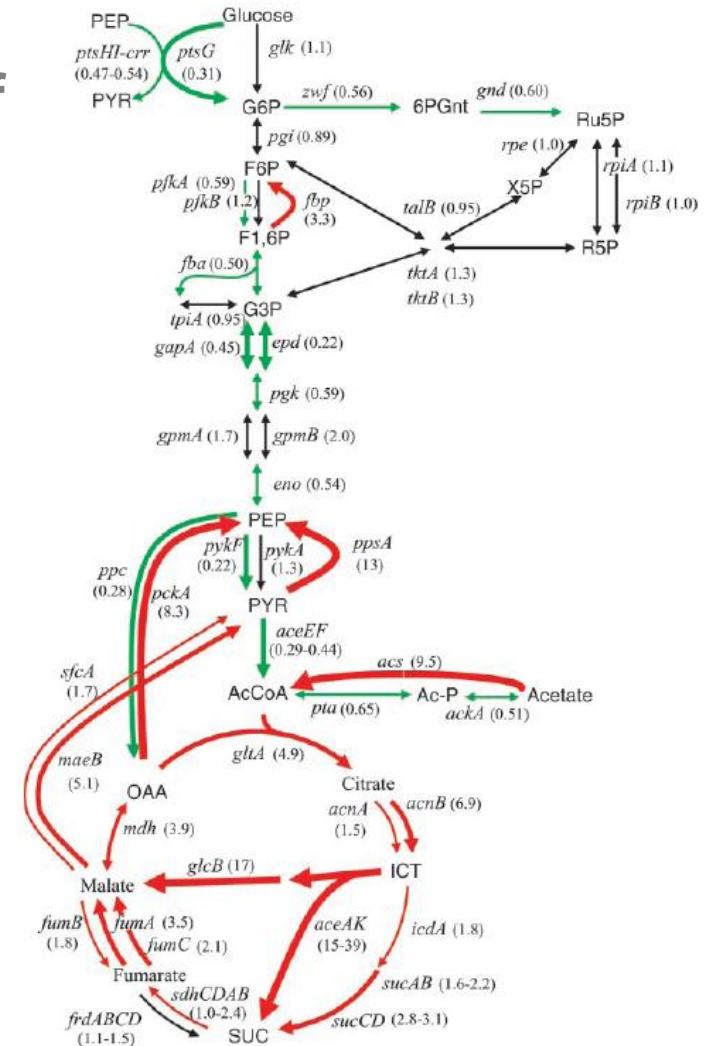 PEP
Glucose
ptsHI-crr
(0.47-0.54)
ptsG
(0.31)
glk (1.1)
PYR
G6P
zwf (0.56)
6PGnt
gnd (0.60)
Ru5P
pgi (0.89)
rpe (1.0)
rpiA (1.1)
F6P
X5P
rpiB (1.0)
pfkA (0.59)
pfkB (1.2)
fbp
(3.3)
talB (0.95)
F1,6P
R5P
fba (0.50)
tktA (1.3)
tktB (1.3)
G3P
tpiA (0.95)
gapA (0.45)
epd (0.22)
pgk (0.59)
gpmA (1.7)
gpmB (2.0)
eno (0.54)
PEP
pykF
(0.22)
pykA
(1.3)
ppsA
(13)
ppc
(0.28)
pckA
(8.3)
PYR
aceEF
(0.29-0.44)
sfcA
(1.7)
acs (9.5)
AcCoA
pta (0.65)
Ac-P
ackA (0.51)
Acetate
maeB
(5.1)
gltA (4.9)
OAA
Citrate
acnA
(1.5)
acnB (6.9)
mdh (3.9)
glcB (17)
ICT
Malate
fumB
(1.8)
fumA (3.5)
fumC (2.1)
aceAK
(15-39)
icdA (1.8)
Fumarate
sucAB (1.6-2.2)
sdhCDAB
(1.0-2.4)
frdABCD
(1.1-1.5)
SUC
sucCD (2.8-3.1)